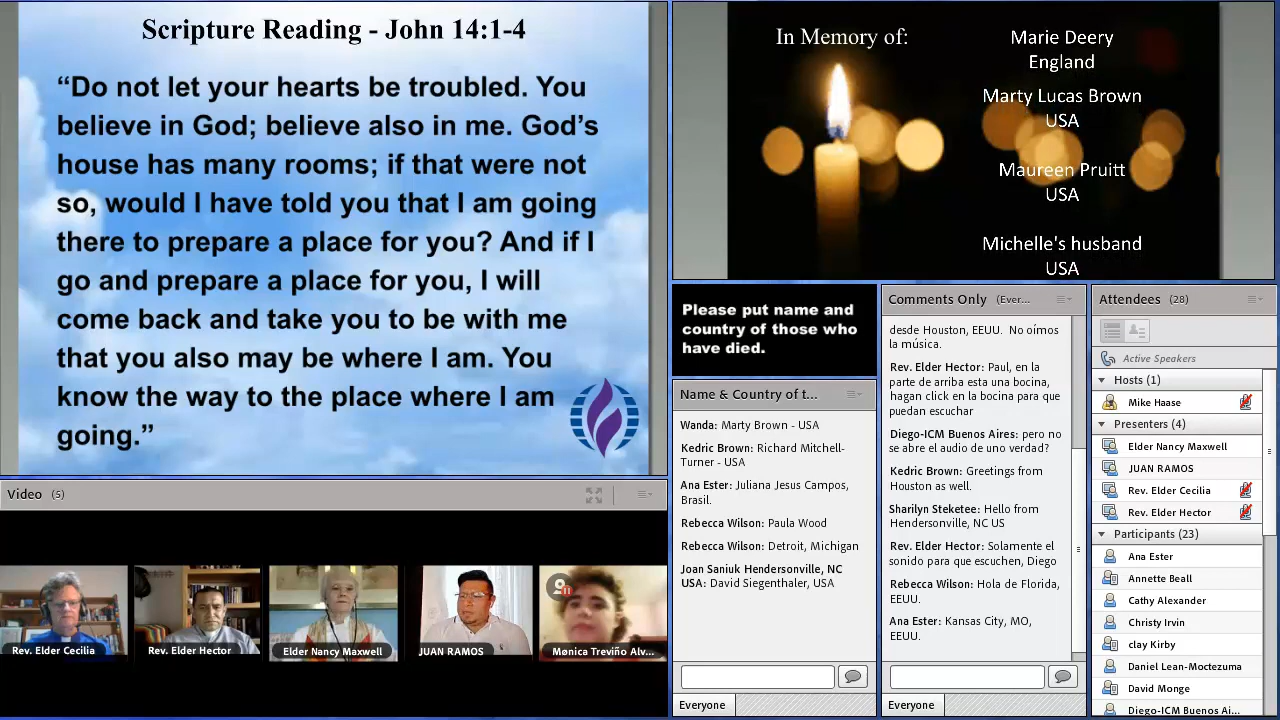 Scripture Reading - John 14:1-4
“Do not let your hearts be troubled. You
believe in God; believe also in me. God’s
house has many rooms; if that were not
so, would I have told you that I am going
there to prepare a place for you? And if I
go and prepare a place for you, I will
come back and take you to be with me
that you also may be where I am. You
know the way to the place where I am
going.”
Video (5)
Rev. Elder Cecilia
Rev. Elder Hector
Elder Nancy Maxwell
JUAN RAMOS
Mønica Treviño Alv...
In Memory of:
Marie Deery
England
Marty Lucas Brown
USA
Maureen Pruitt
USA
Michelle's husband
USA
Please put name and
country of those who
have died.
Name & Country of t...
Wanda: Marty Brown - USA
Kedric Brown: Richard Mitchell-
Turner - USA
Ana Ester: Juliana Jesus Campos,
Brasil.
Rebecca Wilson: Paula Wood
Rebecca Wilson: Detroit, Michigan
Joan Saniuk Hendersonville, NC
USA: David Siegenthaler, USA
Everyone
Comments Only (Ever...
desde Houston, EEUU. No oímos
la música.
Rev. Elder Hector: Paul, en la
parte de arriba esta una bocina,
hagan click en la bocina para que
puedan escuchar
Diego-ICM Buenos Aires: pero no
se abre el audio de uno verdad?
Kedric Brown: Greetings from
Houston as well.
Sharilyn Steketee: Hello from
Hendersonville, NC US
Rev. Elder Hector: Solamente el
sonido para que escuchen, Diego
Rebecca Wilson: Hola de Florida,
EEUU.
Ana Ester: Kansas City, MO,
EEUU.
Everyone
Attendees (28)
Active Speakers
Hosts (1)
Mike Haase
Presenters (4)
Elder Nancy Maxwell
JUAN RAMOS
Rev. Elder Cecilia
Rev. Elder Hector
Participants (23)
Ana Ester
Annette Beall
Cathy Alexander
Christy Irvin
clay Kirby
Daniel Lean-Moctezuma
David Monge
Diego-ICM Buenos Ai...